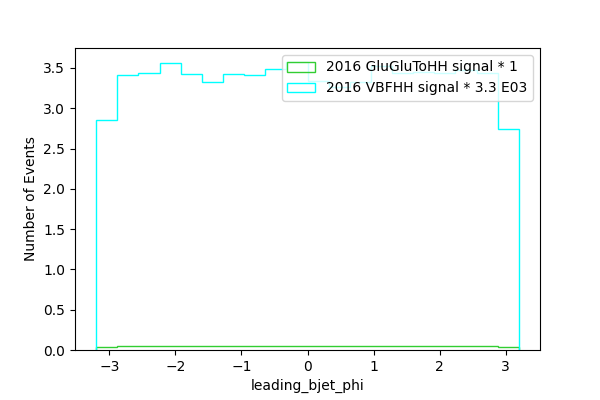 2016 GluGluToHH signal * 1
2016 VBFHH signal * 3.3 E03
3.5
3.0
2.5
2.0
1.5
1.0
0.5
0.0
Number of Events
−3 −2 −1 0 1 2 3
leading_bjet_phi